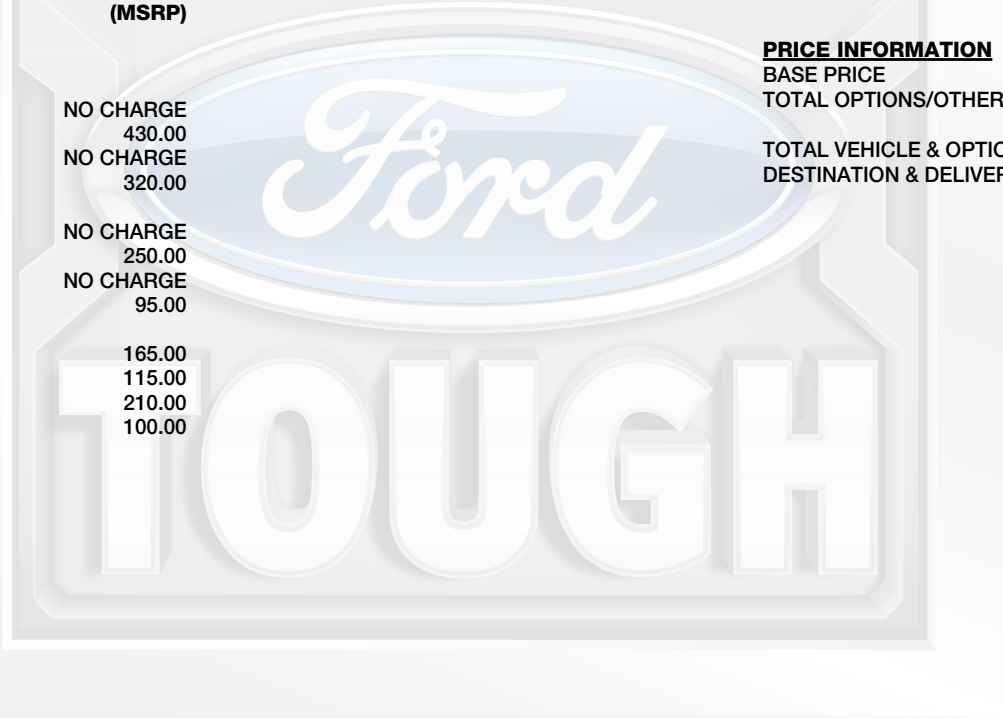 (MSRP)
NO CHARGE
430.00
NO CHARGE
320.00
NO CHARGE
250.00
NO CHARGE
95.00
165.00
115.00
210.00
100.00
PRICE INFORMATION
BASE PRICE
TOTAL OPTIONS/OTHER
TOTAL VEHICLE & OPTIO
DESTINATION & DELIVER
Ford
TOUGH